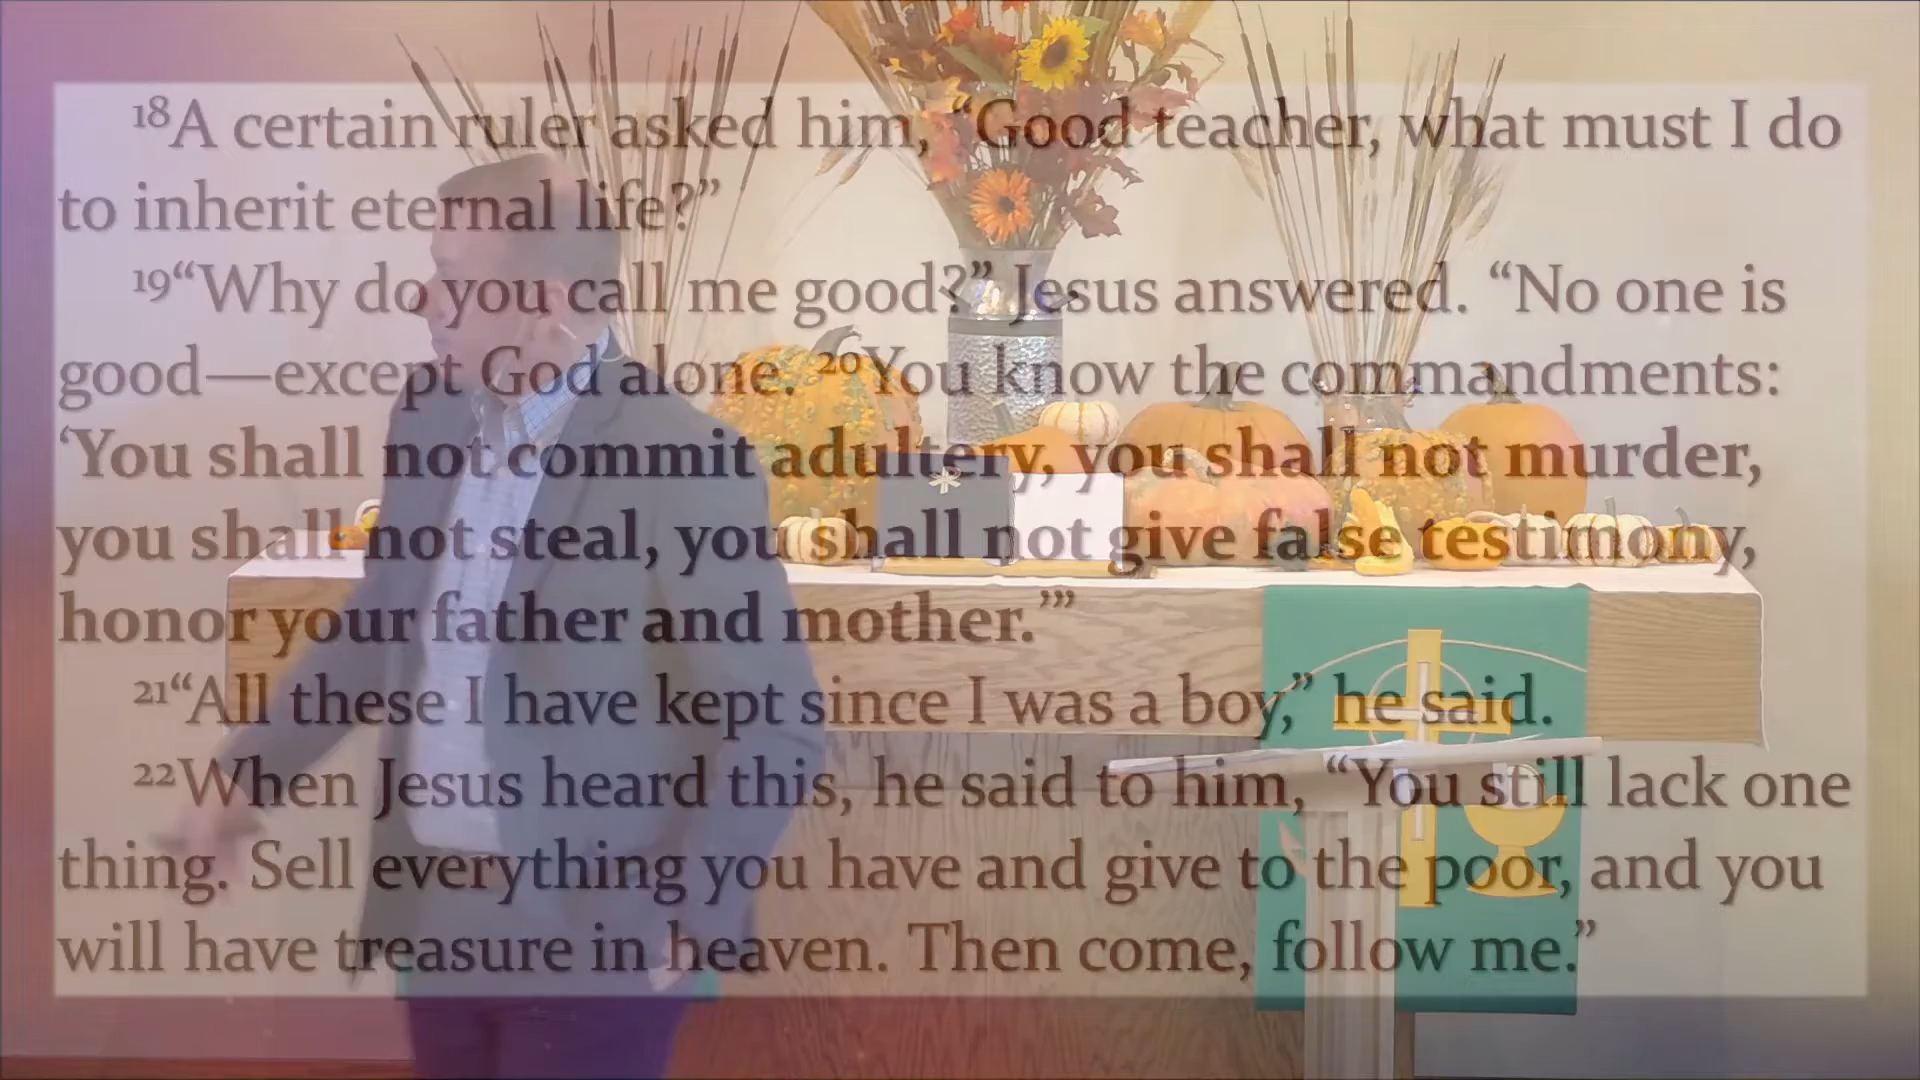 18A certain ruler asked him, “Good teacher, what must I do
to inherit eternal life?”
19“Why do you call me good?” Jesus answered. “No one is
good—except God alone. 20You know the commandments:
‘You shall not commit adultery, you shall not murder,
you shall not steal, you shall not give false testimony,
honor your father and mother.’”
21“All these I have kept since I was a boy,” he said.
22When Jesus heard this, he said to him, “You still lack one
thing. Sell everything you have and give to the poor, and you
will have treasure in heaven. Then come, follow me.”